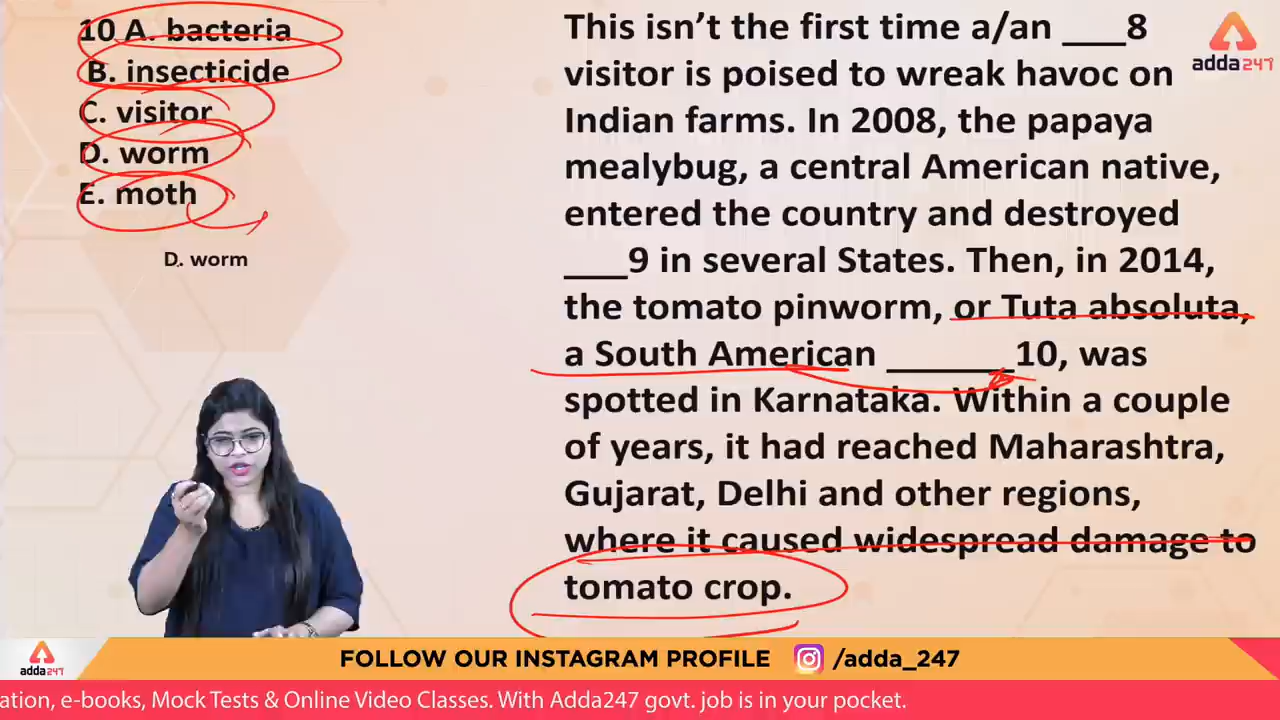 10 A. bacteria
B. insecticide
C. visitor
D. worm
E. moth
D. worm
This isn’t the first time a/an ___8
visitor is poised to wreak havoc on
Indian farms. In 2008, the papaya
mealybug, a central American native,
entered the country and destroyed
___9 in several States. Then, in 2014,
the tomato pinworm, or Tuta absoluta,
a South American ______10, was
spotted in Karnataka. Within a couple
of years, it had reached Maharashtra,
Gujarat, Delhi and other regions,
where it caused widespread damage to
tomato crop.
adda247
adda247
FOLLOW OUR INSTAGRAM PROFILE /adda_247
ation, e-books, Mock Tests & Online Video Classes. With Adda247 govt. job is in your pocket.